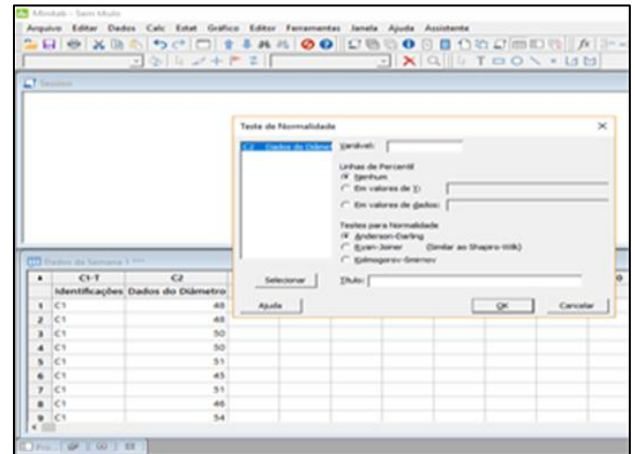 Minitab - Sem título
Arquivo Editar Dados Calc Estat Gráfico Editor Ferramentas Janela Ajuda Assistente
Sessão
Teste de Normalidade
C2 Dados do Diâmet
Variável:
Linhas de Percentil
Nenhum
Em valores de Y:
Em valores de dados:
Testes para Normalidade
Anderson-Darling
Ryan-Joiner (Similar ao Shapiro-Wilk)
Kolmogorov-Smirnov
Selecionar
Título:
Ajuda
OK
Cancelar
Dados da Semana 1 ***
C1-T C2
Identificações Dados do Diâmetro
1 C1 48
2 C1 48
3 C1 50
4 C1 50
5 C1 51
6 C1 45
7 C1 51
8 C1 46
9 C1 54
Pro...